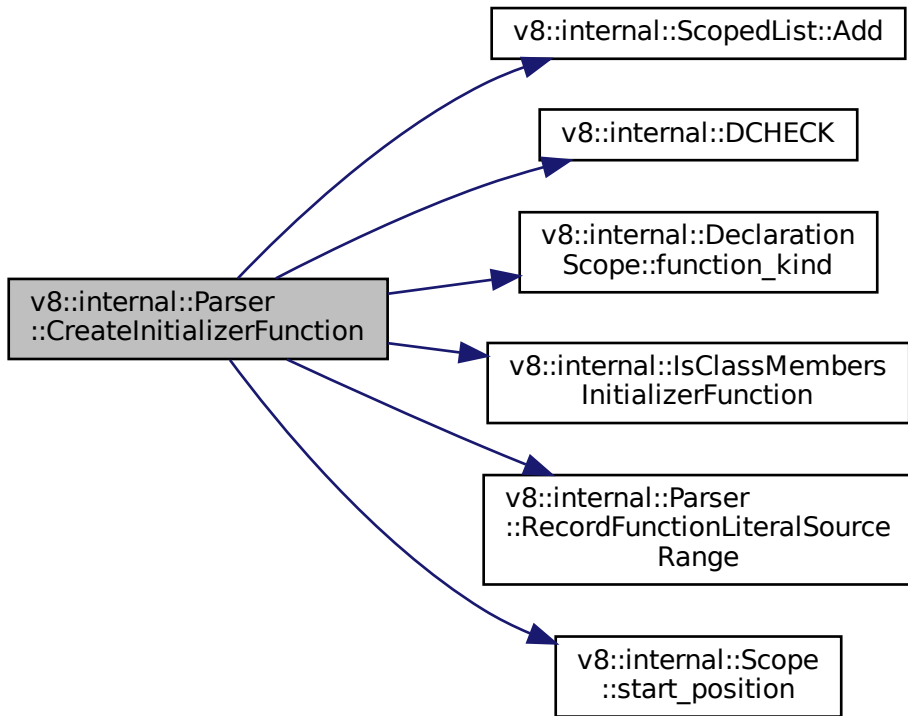 v8::internal::ScopedList::Add
v8::internal::DCHECK
v8::internal::Declaration
Scope::function_kind
v8::internal::Parser
::CreateInitializerFunction
v8::internal::IsClassMembers
InitializerFunction
v8::internal::Parser
::RecordFunctionLiteralSource
Range
v8::internal::Scope
::start_position